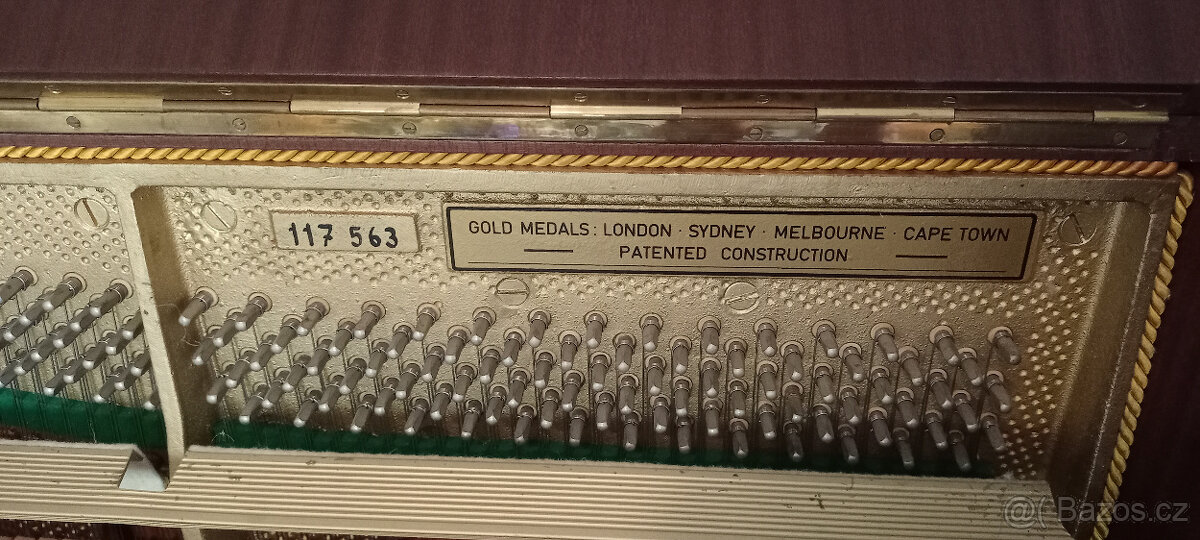 117 563
GOLD MEDALS: LONDON · SYDNEY · MELBOURNE · CAPE TOWN
PATENTED CONSTRUCTION
@(Bazos.cz